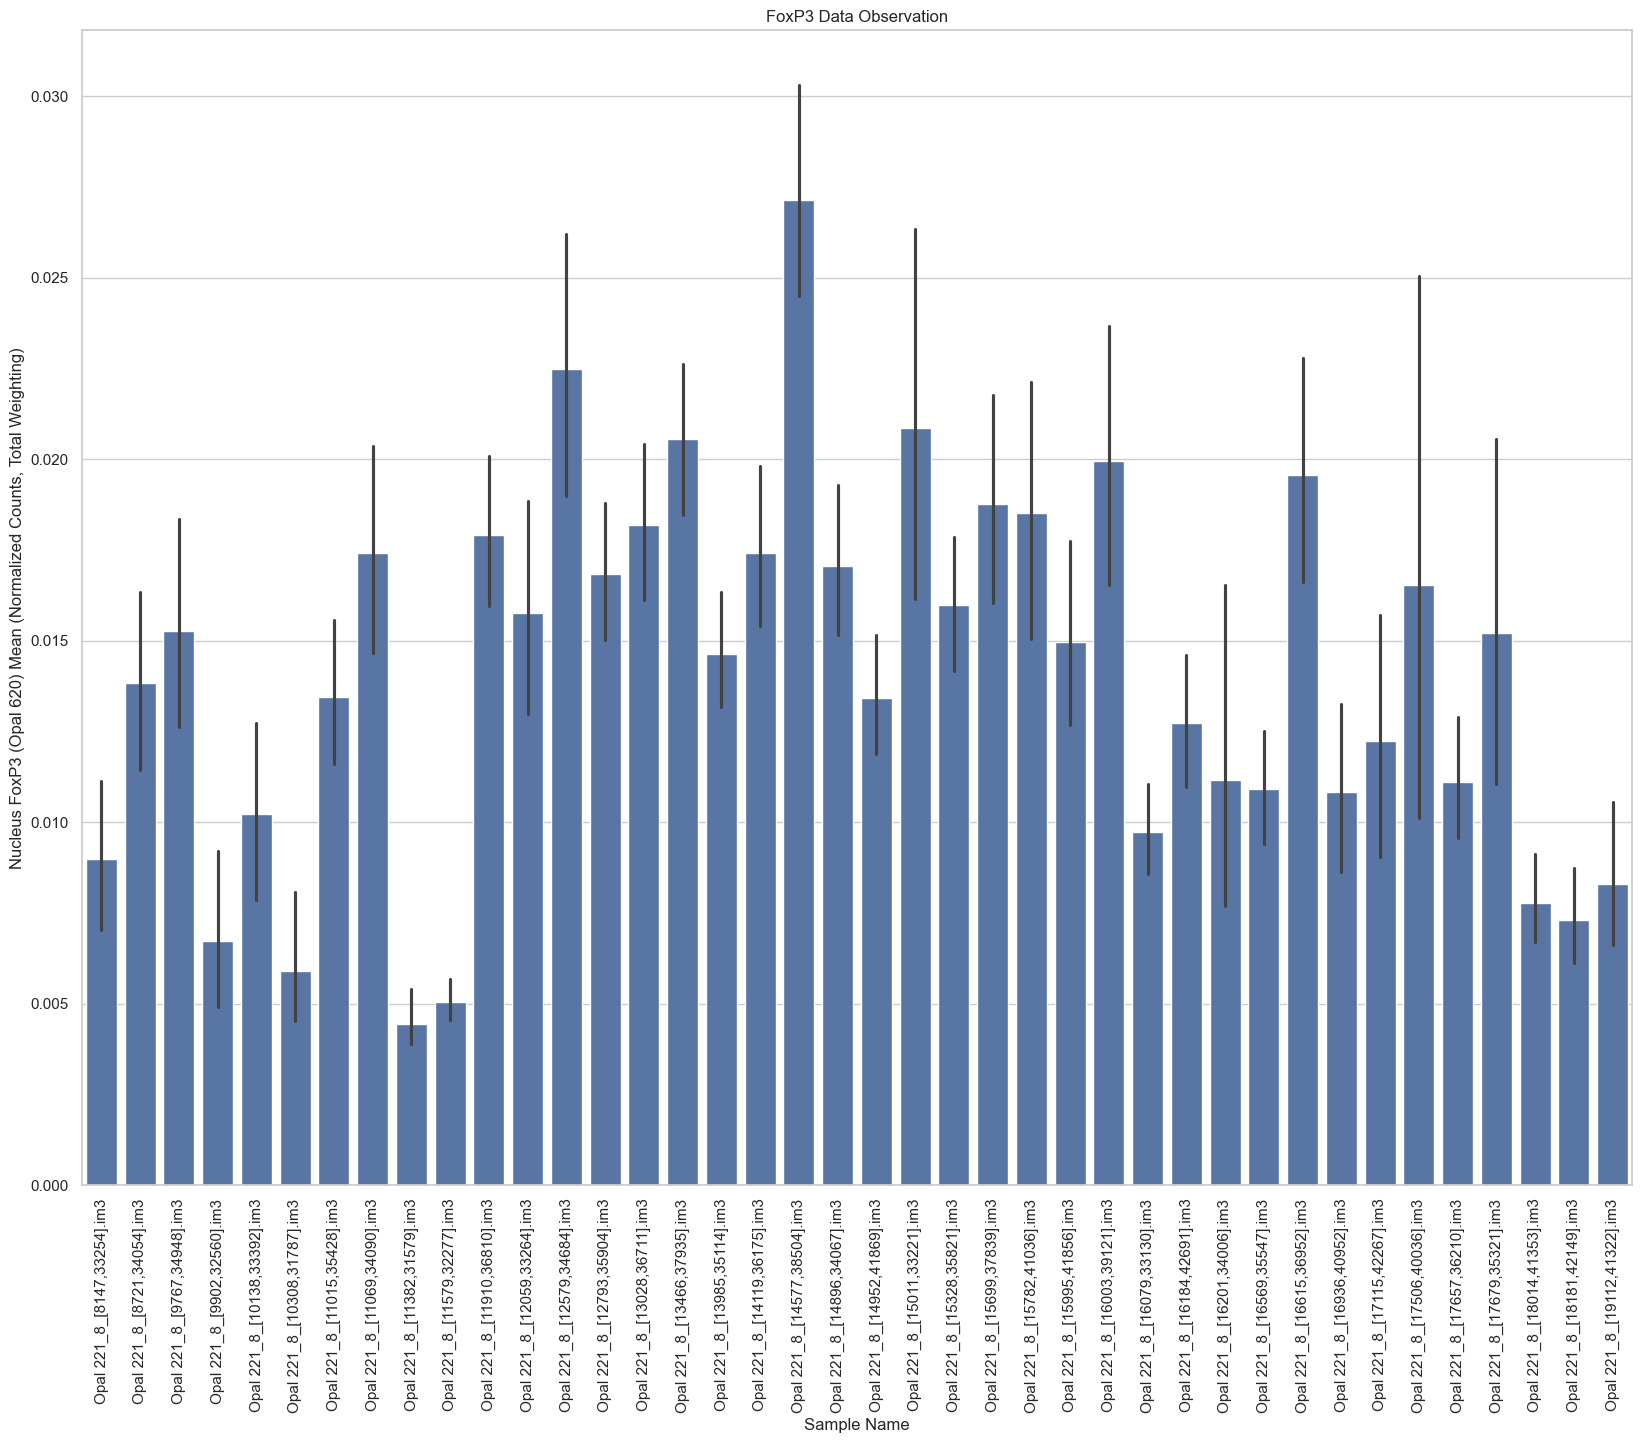 FoxP3 Data Observation
Nucleus FoxP3 (Opal 620) Mean (Normalized Counts, Total Weighting)
0.030
0.025
0.020
0.015
0.010
0.005
0.000
Opal 221_8_[8147,33254].im3
Opal 221_8_[8721,34054].im3
Opal 221_8_[9767,34948].im3
Opal 221_8_[9902,32560].im3
Opal 221_8_[10138,33392].im3
Opal 221_8_[10308,31787].im3
Opal 221_8_[11015,35428].im3
Opal 221_8_[11069,34090].im3
Opal 221_8_[11382,31579].im3
Opal 221_8_[11579,32277].im3
Opal 221_8_[11910,36810].im3
Opal 221_8_[12059,33264].im3
Opal 221_8_[12579,34684].im3
Opal 221_8_[12793,35904].im3
Opal 221_8_[13028,36711].im3
Opal 221_8_[13466,37935].im3
Opal 221_8_[13985,35114].im3
Opal 221_8_[14119,36175].im3
Opal 221_8_[14577,38504].im3
Opal 221_8_[14896,34067].im3
Opal 221_8_[14952,41869].im3
Opal 221_8_[15011,33221].im3
Opal 221_8_[15328,35821].im3
Opal 221_8_[15699,37839].im3
Opal 221_8_[15782,41036].im3
Opal 221_8_[15995,41856].im3
Opal 221_8_[16003,39121].im3
Opal 221_8_[16079,33130].im3
Opal 221_8_[16184,42691].im3
Opal 221_8_[16201,34006].im3
Opal 221_8_[16569,35547].im3
Opal 221_8_[16615,36952].im3
Opal 221_8_[16936,40952].im3
Opal 221_8_[17115,42267].im3
Opal 221_8_[17506,40036].im3
Opal 221_8_[17657,36210].im3
Opal 221_8_[17679,35321].im3
Opal 221_8_[18014,41353].im3
Opal 221_8_[18181,42149].im3
Opal 221_8_[19112,41322].im3
Sample Name